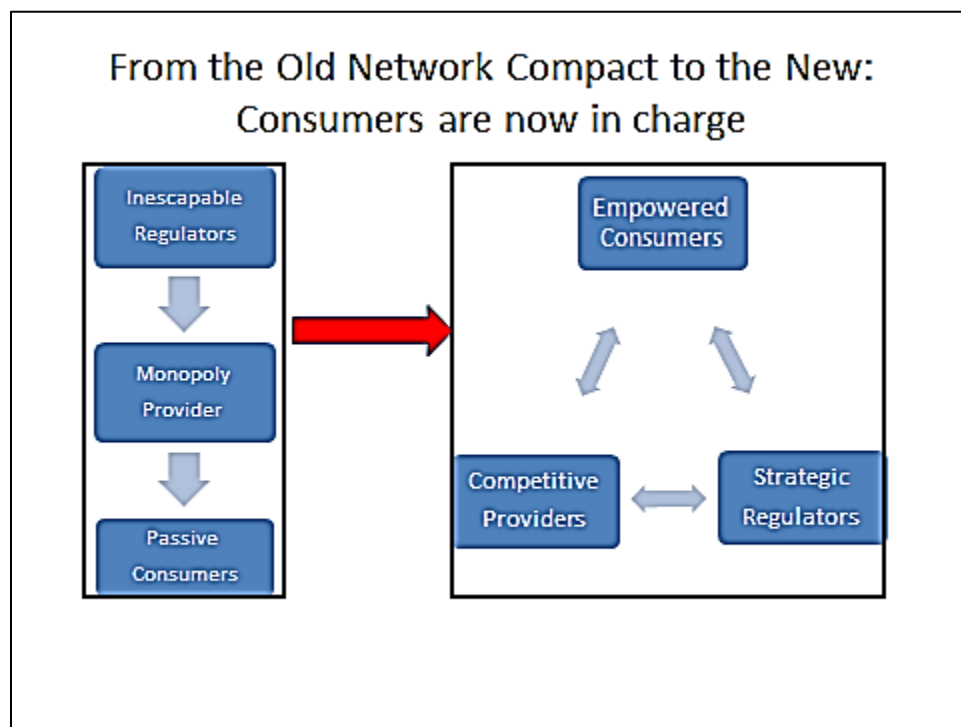 From the Old Network Compact to the New:
Consumers are now in charge
Inescapable
Regulators
Monopoly
Provider
Passive
Consumers
Empowered
Consumers
Competitive
Providers
Strategic
Regulators